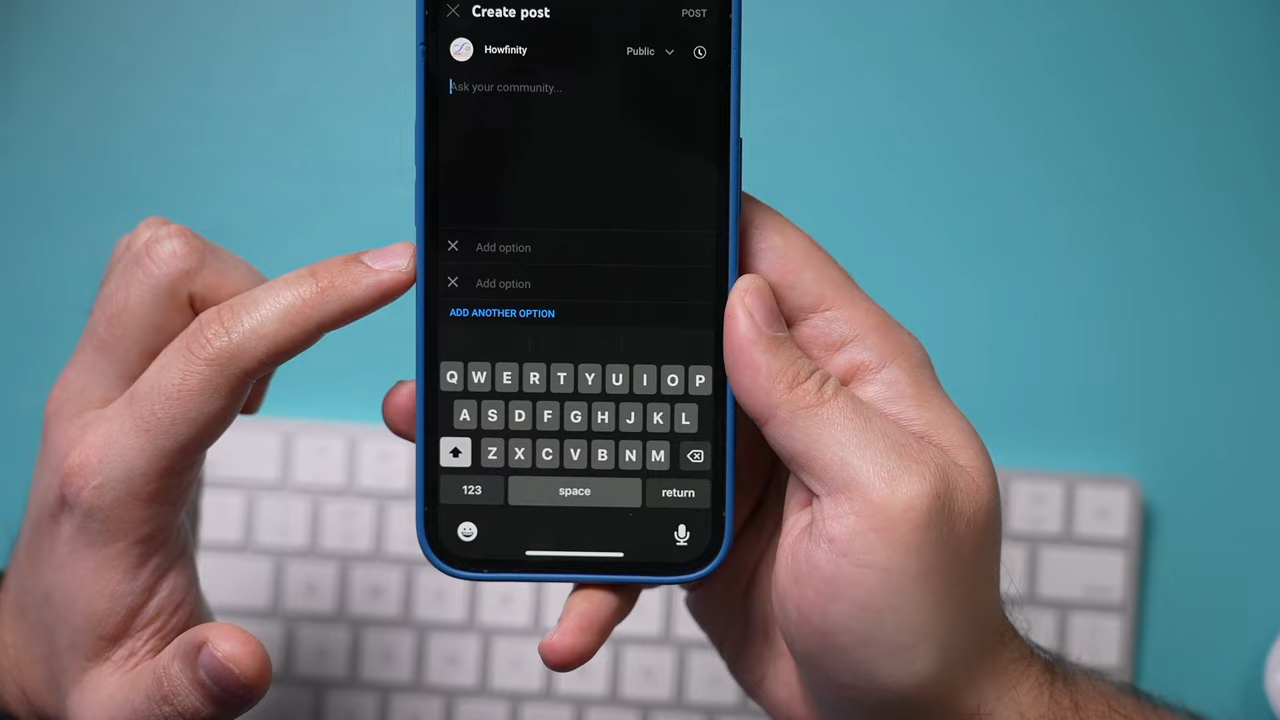 Create post POST
Howfinity Public
Ask your community...
Add option
Add option
ADD ANOTHER OPTION
Q W E R T Y U I O P
A S D F G H J K L
Z X C V B N M
123 space return